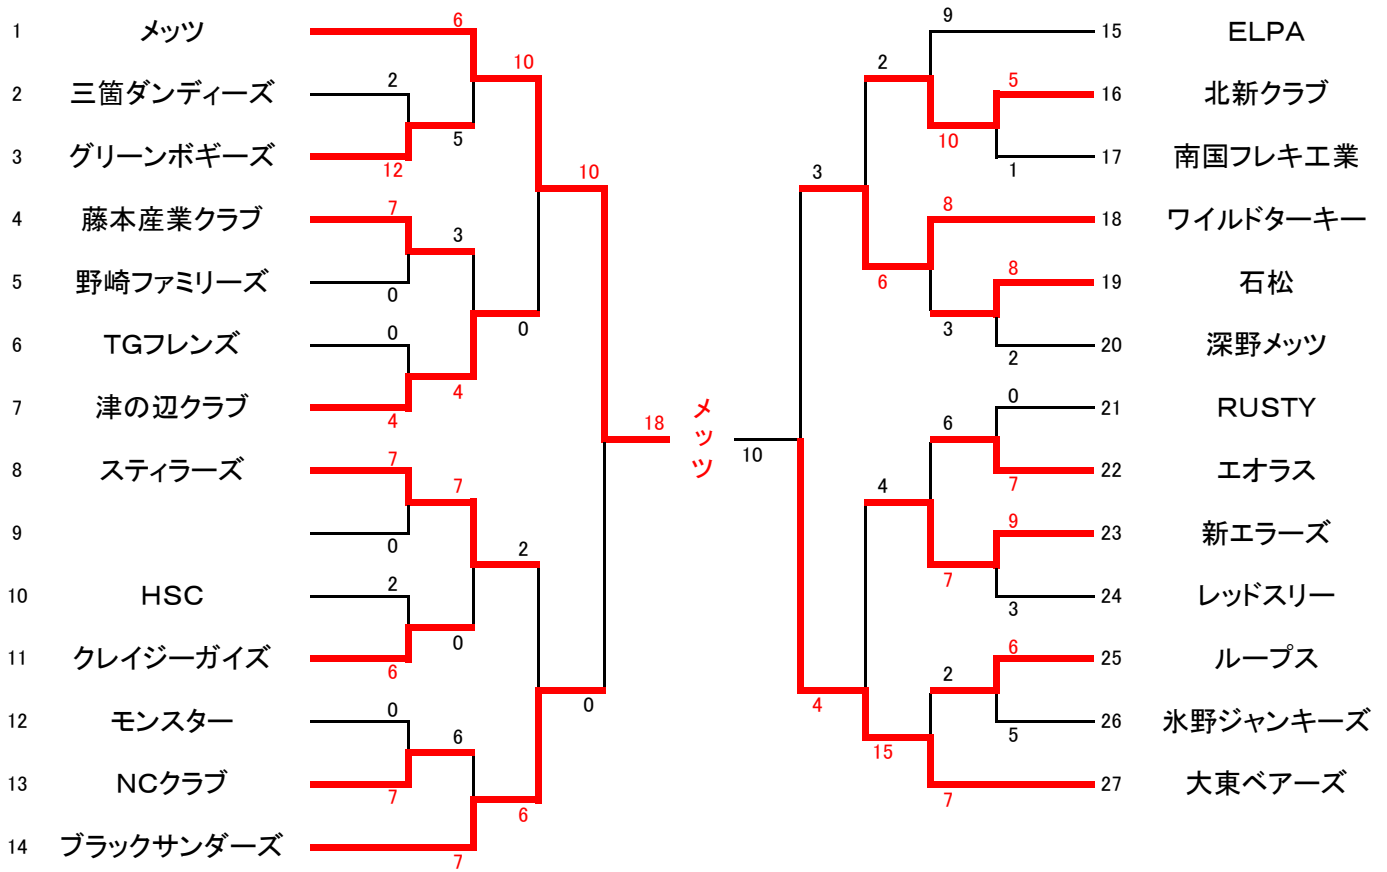 1 メッツ
2 三箇ダンディーズ
3 グリーンボギーズ
4 藤本産業クラブ
5 野崎ファミリーズ
6 TGフレンズ
7 津の辺クラブ
8 スティラーズ
9
10 HSC
11 クレイジーガイズ
12 モンスター
13 NCクラブ
14 ブラックサンダーズ
6
2
12
5
7
0
3
0
4
4
10
0
7
0
7
2
6
0
2
0
7
6
7
6
10
0
18
メッツ
10
3
4
2
6
4
15
9
10
5
1
8
3
8
2
6
0
7
7
9
3
2
6
5
7
15 ELPA
16 北新クラブ
17 南国フレキ工業
18 ワイルドターキー
19 石松
20 深野メッツ
21 RUSTY
22 エオラス
23 新エラーズ
24 レッドスリー
25 ループス
26 氷野ジャンキーズ
27 大東ベアーズ